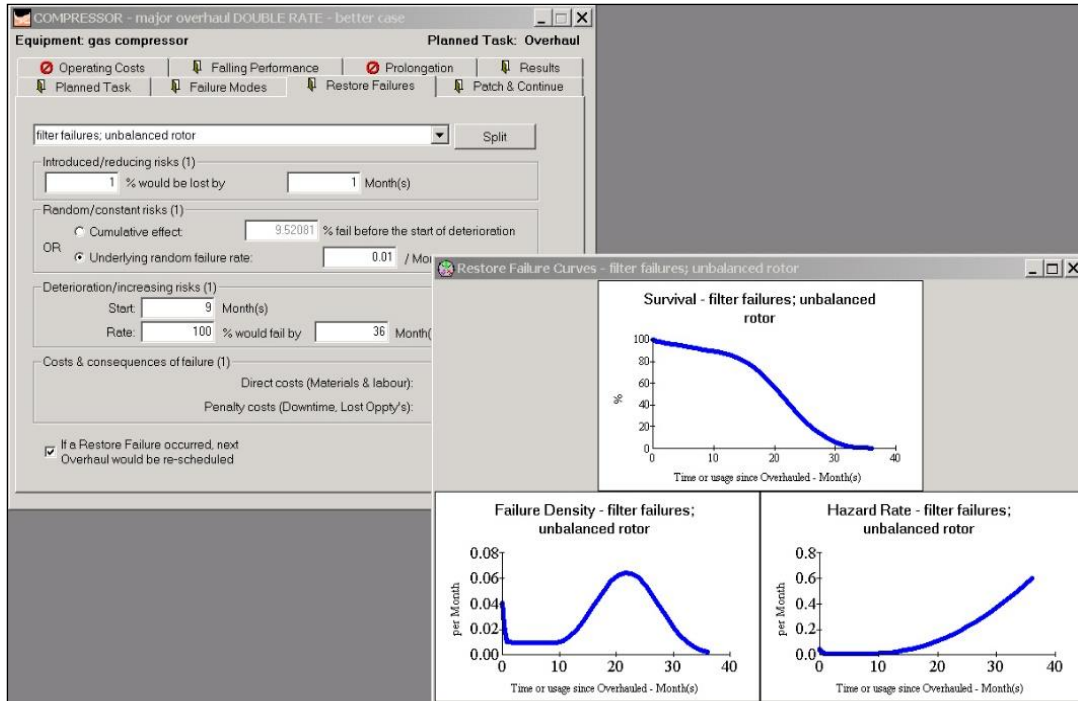 COMPRESSOR - major overhaul DOUBLE RATE - better case
Equipment: gas compressor Planned Task: Overhaul
Operating Costs Falling Performance Prolongation Results
Planned Task Failure Modes Restore Failures Patch & Continue
filter failures; unbalanced rotor Split
Introduced/reducing risks (1)
1 % would be lost by 1 Month(s)
Random/constant risks (1)
Cumulative effect: 9.52081 % fail before the start of deterioration
OR
Underlying random failure rate: 0.01 / Mo
Deterioration/increasing risks (1)
Start: 9 Month(s)
Rate: 100 % would fail by 36 Month(
Costs & consequences of failure (1)
Direct costs (Materials & labour):
Penalty costs (Downtime, Lost Oppty's):
If a Restore Failure occurred, next
Overhaul would be re-scheduled
Restore Failure Curves - filter failures; unbalanced rotor
Survival - filter failures; unbalanced
rotor
100
80
60
40
20
0
%
0 10 20 30 40
Time or usage since Overhauled - Month(s)
Failure Density - filter failures;
unbalanced rotor
0.08
0.06
0.04
0.02
0.00
per Month
0 10 20 30 40
Time or usage since Overhauled - Month(s)
Hazard Rate - filter failures;
unbalanced rotor
0.8
0.6
0.4
0.2
0.0
per Month
0 10 20 30 40
Time or usage since Overhauled - Month(s)